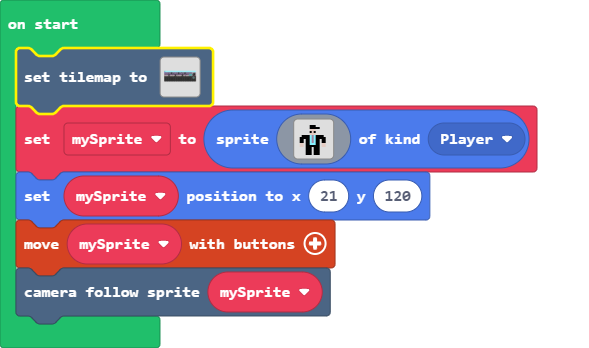 on start
set tilemap to
set mySprite to sprite of kind Player
set mySprite position to x 21 y 120
move mySprite with buttons
camera follow sprite mySprite